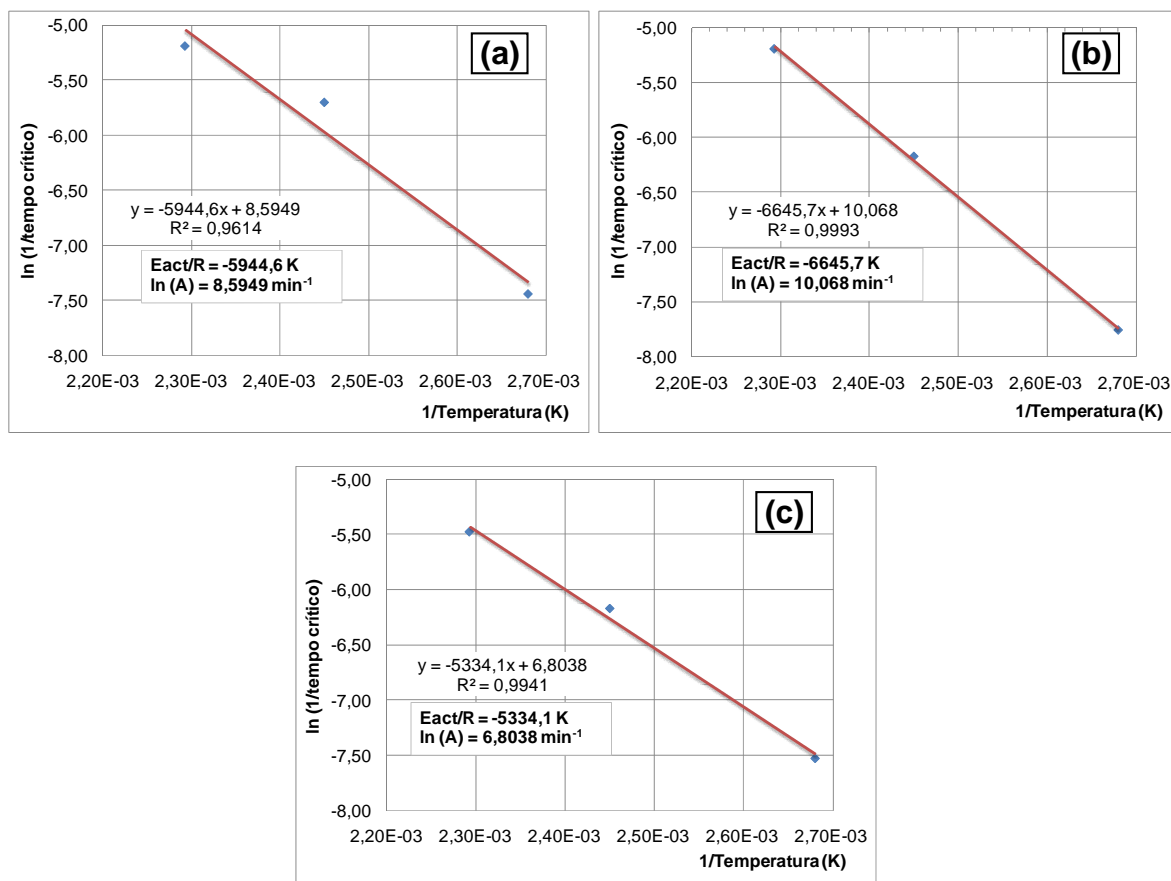 (a)
-5,00
-5,50
-6,00
-6,50
-7,00
-7,50
-8,00
ln (1/tempo crítico)
y = -5944,6x + 8,5949
R² = 0,9614
Eact/R = -5944,6 K
ln (A) = 8,5949 min⁻¹
2,20E-03 2,30E-03 2,40E-03 2,50E-03 2,60E-03 2,70E-03
1/Temperatura (K)
(b)
-5,00
-5,50
-6,00
-6,50
-7,00
-7,50
-8,00
ln (1/tempo crítico)
y = -6645,7x + 10,068
R² = 0,9993
Eact/R = -6645,7 K
ln (A) = 10,068 min⁻¹
2,20E-03 2,30E-03 2,40E-03 2,50E-03 2,60E-03 2,70E-03
1/Temperatura (K)
(c)
-5,00
-5,50
-6,00
-6,50
-7,00
-7,50
-8,00
ln (1/tempo crítico)
y = -5334,1x + 6,8038
R² = 0,9941
Eact/R = -5334,1 K
ln (A) = 6,8038 min⁻¹
2,20E-03 2,30E-03 2,40E-03 2,50E-03 2,60E-03 2,70E-03
1/Temperatura (K)